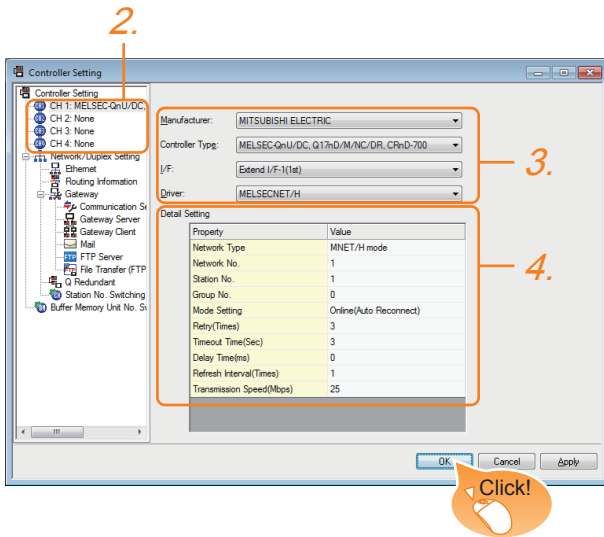 2.
Controller Setting
Controller Setting
CH 1: MELSEC-QnU/DC,
CH 2: None
CH 3: None
CH 4: None
Network/Duplex Setting
Ethernet
Routing Information
Gateway
Communication Se
Gateway Server
Gateway Client
Mail
FTP FTP Server
File Transfer (FTP
Q Redundant
Station No. Switching
Buffer Memory Unit No. Sw
Manufacturer: MITSUBISHI ELECTRIC
Controller Type: MELSEC-QnU/DC, Q17nD/M/NC/DR, CRnD-700
I/F: Extend I/F-1(1st)
Driver: MELSECNET/H
3.
Detail Setting
Property Value
Network Type MNET/H mode
Network No. 1
Station No. 1
Group No. 0
Mode Setting Online(Auto Reconnect)
Retry(Times) 3
Timeout Time(Sec) 3
Delay Time(ms) 0
Refresh Interval(Times) 1
Transmission Speed(Mbps) 25
4.
OK Cancel Apply
Click!